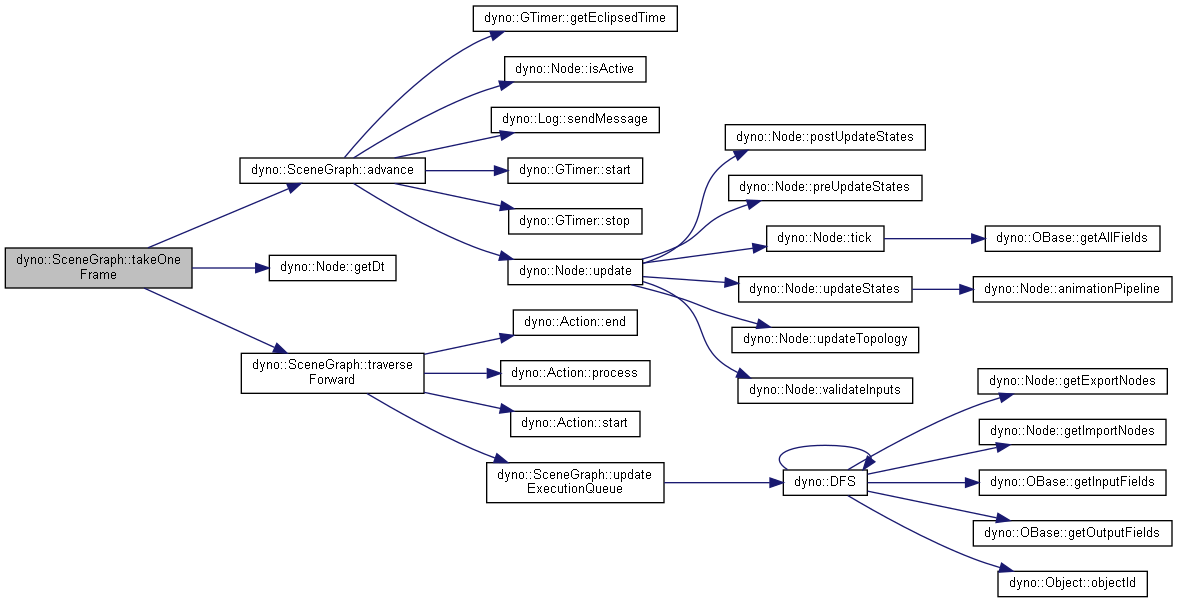 dyno::GTimer::getEclipsedTime
dyno::Node::isActive
dyno::Log::sendMessage
dyno::SceneGraph::advance
dyno::GTimer::start
dyno::GTimer::stop
dyno::Node::postUpdateStates
dyno::Node::preUpdateStates
dyno::Node::tick
dyno::OBase::getAllFields
dyno::SceneGraph::takeOne
Frame
dyno::Node::getDt
dyno::Node::update
dyno::Node::updateStates
dyno::Node::animationPipeline
dyno::Node::updateTopology
dyno::Node::validateInputs
dyno::Action::end
dyno::SceneGraph::traverse
Forward
dyno::Action::process
dyno::Action::start
dyno::SceneGraph::update
ExecutionQueue
dyno::DFS
dyno::Node::getExportNodes
dyno::Node::getImportNodes
dyno::OBase::getInputFields
dyno::OBase::getOutputFields
dyno::Object::objectId